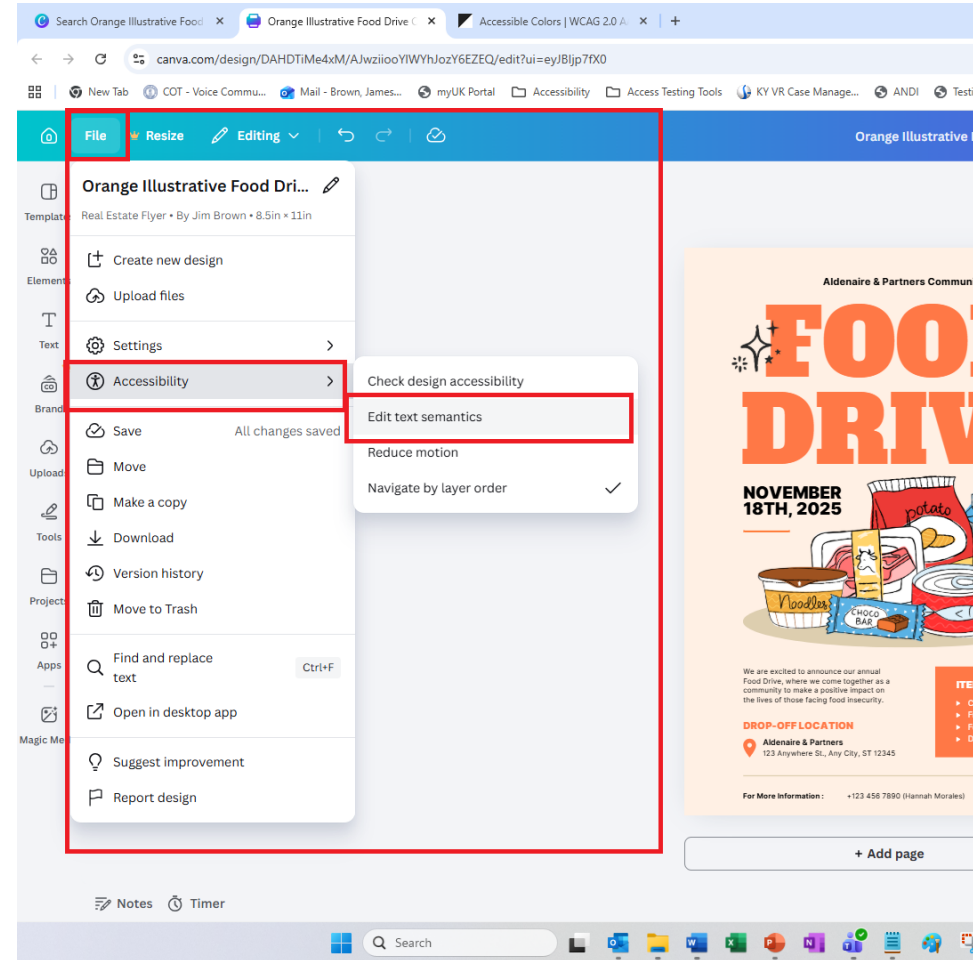 Search Orange Illustrative Food
Orange Illustrative Food Drive
Accessible Colors | WCAG 2.0 A
canva.com/design/DAHDTiMe4xM/AJwziiooYlWYhJozY6EZEQ/edit?ui=eyJBIjp7fX0
New Tab
COT - Voice Commu...
Mail - Brown, James...
myUK Portal
Accessibility
Access Testing Tools
KY VR Case Manage...
ANDI
Testi
File
Resize
Editing
Orange Illustrative
Template
Elements
Text
Brand
Uploads
Tools
Projects
Apps
Magic Me
Orange Illustrative Food Dri...
Real Estate Flyer • By Jim Brown • 8.5in × 11in
Create new design
Upload files
Settings
Accessibility
Save All changes saved
Move
Make a copy
Download
Version history
Move to Trash
Find and replace
text
Ctrl+F
Open in desktop app
Suggest improvement
Report design
Check design accessibility
Edit text semantics
Reduce motion
Navigate by layer order
Aldenaire & Partners Commun
FOO
DRIV
NOVEMBER
18TH, 2025
potato
Noodles
CHOCO
BAR
We are excited to announce our annual
Food Drive, where we come together as a
community to make a positive impact on
the lives of those facing food insecurity.
DROP-OFF LOCATION
Aldenaire & Partners
123 Anywhere St., Any City, ST 12345
ITE
For More Information : +123 456 7890 (Hannah Morales)
+ Add page
Notes
Timer
Search